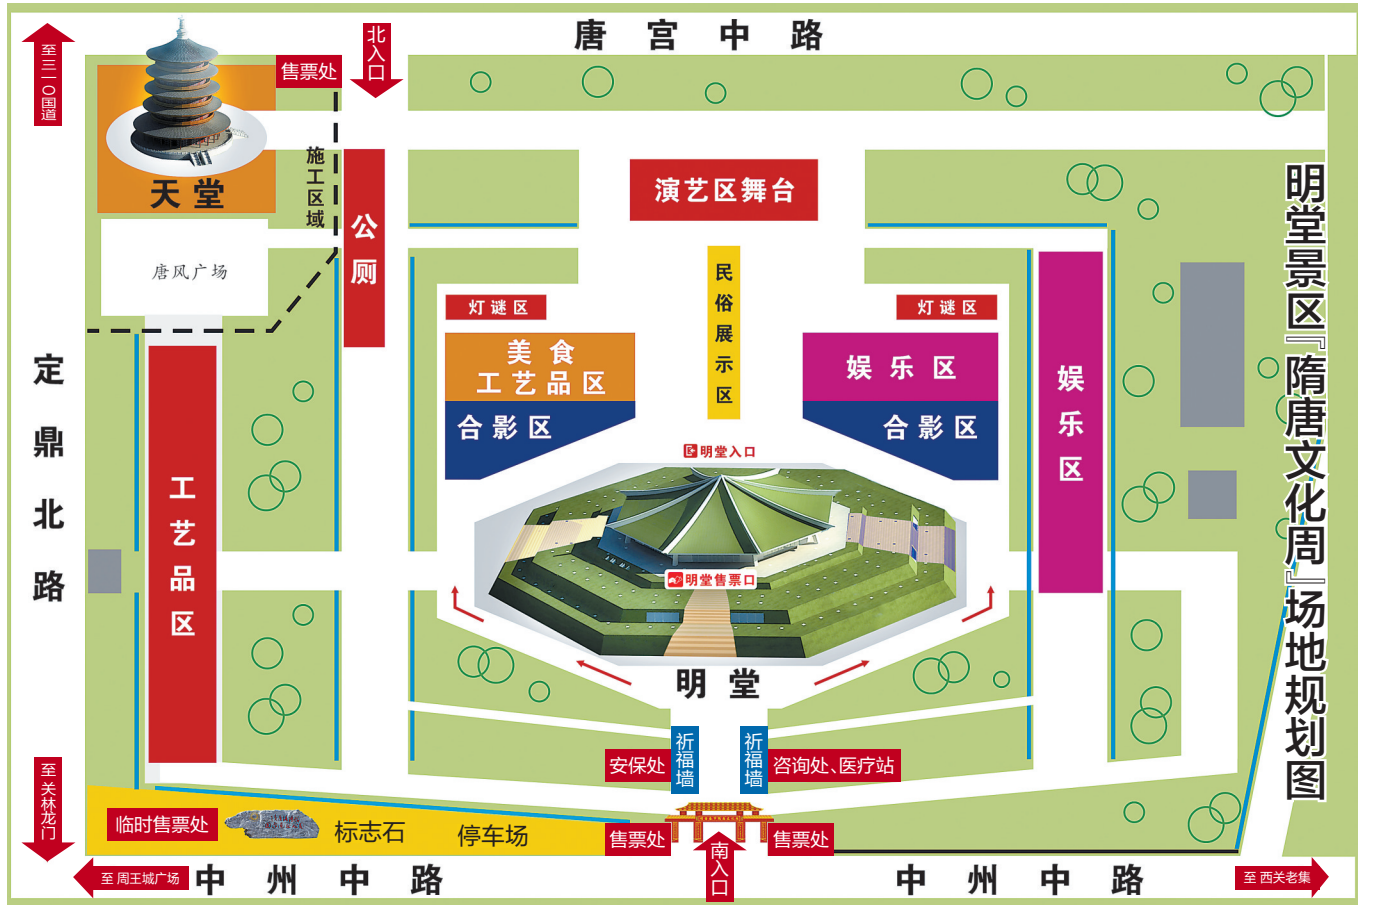 唐宫中路
北入口
至三一〇国道
售票处
天堂
施工区域
公厕
唐风广场
演艺区舞台
民俗展示区
灯谜区
灯谜区
美食
工艺品区
合影区
娱乐区
合影区
娱乐区
明堂景区『隋唐文化周』场地规划图
定鼎北路
工艺品区
明堂入口
明堂售票口
明堂
祈福墙
祈福墙
安保处
咨询处、医疗站
至关林龙门
临时售票处
标志石
停车场
售票处
售票处
南入口
至 周王城广场
中州中路
中州中路
至 西关老集